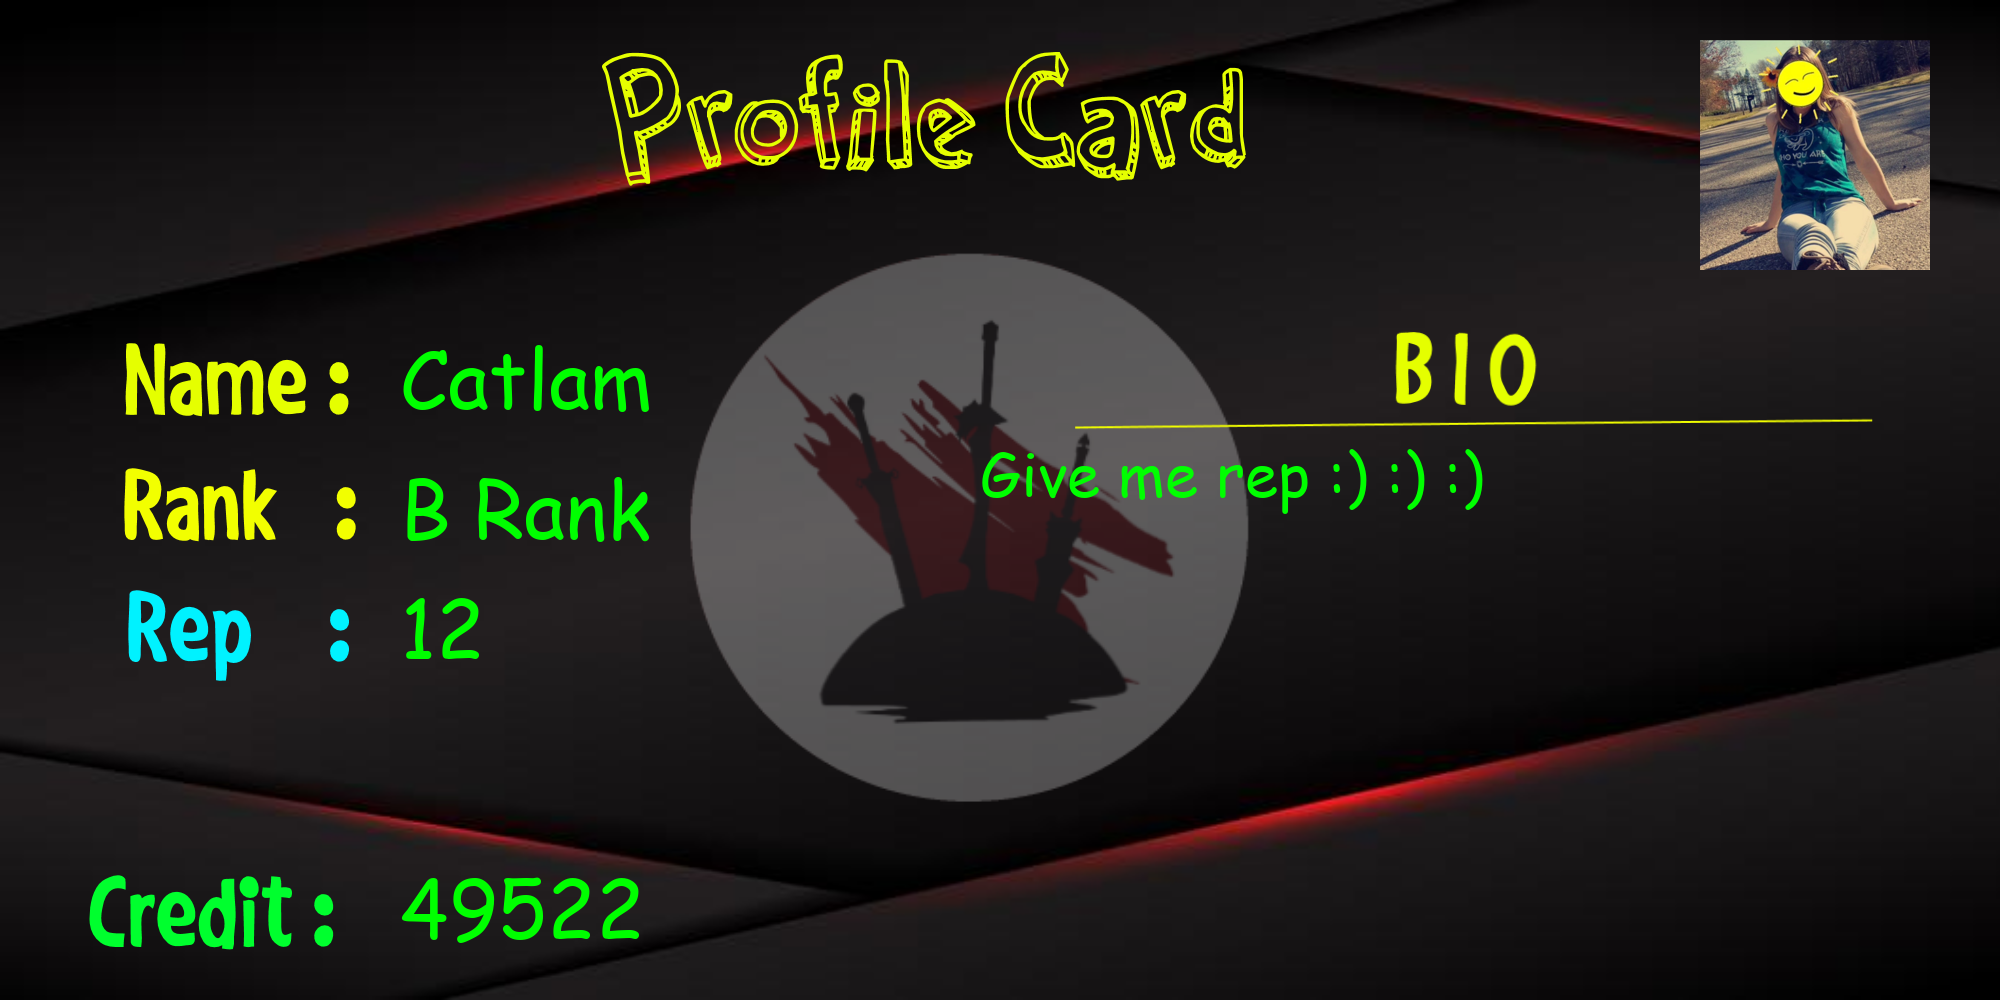 Profile Card
Name : Catlam
Rank : B Rank
Rep : 12
Credit : 49522
BIO
Give me rep :) :) :)